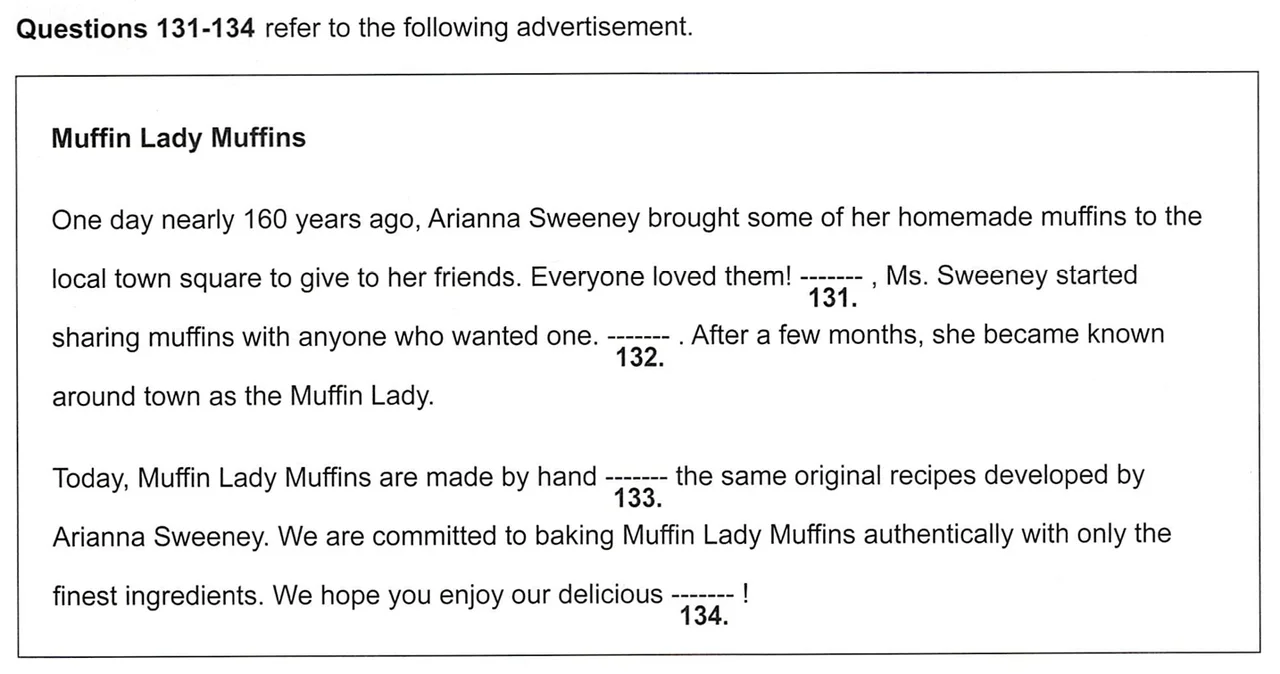 Questions 131-134 refer to the following advertisement.
Muffin Lady Muffins
One day nearly 160 years ago, Arianna Sweeney brought some of her homemade muffins to the
local town square to give to her friends. Everyone loved them! ------- , Ms. Sweeney started
131.
sharing muffins with anyone who wanted one. ------- . After a few months, she became known
132.
around town as the Muffin Lady.
Today, Muffin Lady Muffins are made by hand ------- the same original recipes developed by
133.
Arianna Sweeney. We are committed to baking Muffin Lady Muffins authentically with only the
finest ingredients. We hope you enjoy our delicious ------- !
134.